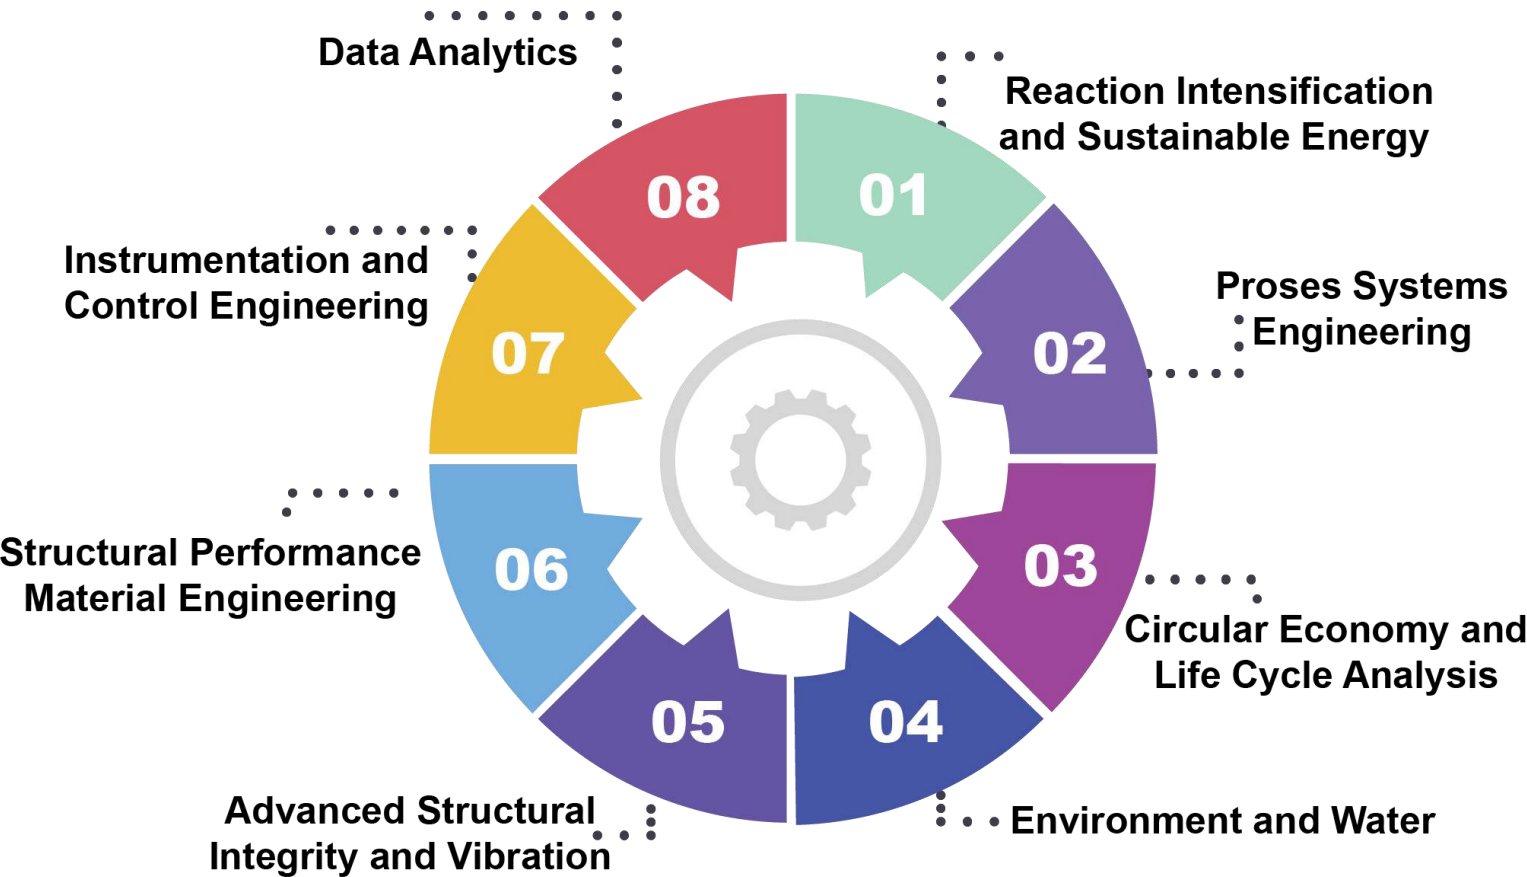 Data Analytics
08
01
Reaction Intensification
and Sustainable Energy
02
Proses Systems
Engineering
03
Circular Economy and
Life Cycle Analysis
04
Environment and Water
05
Advanced Structural
Integrity and Vibration
06
Structural Performance
Material Engineering
07
Instrumentation and
Control Engineering